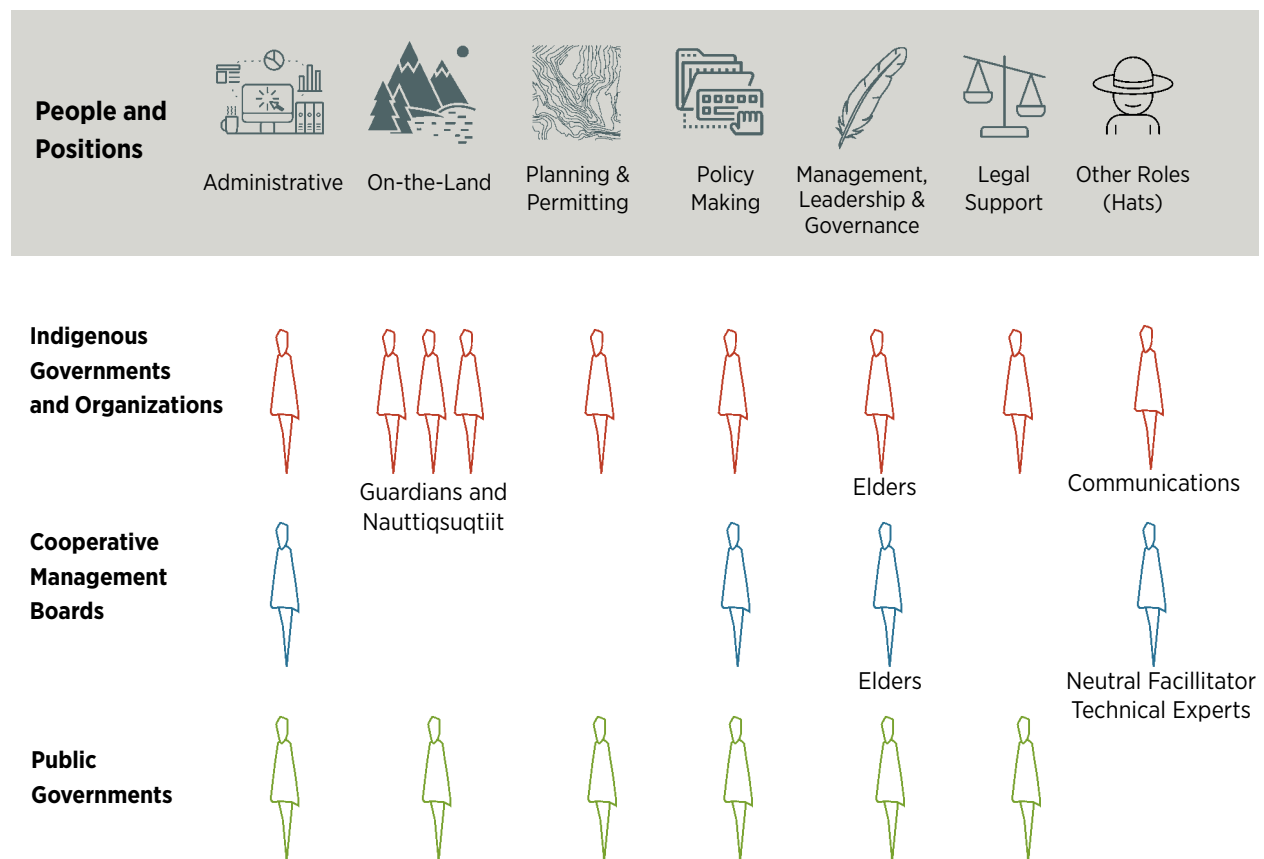 People and
Positions
Administrative
On-the-Land
Planning &
Permitting
Policy
Making
Management,
Leadership &
Governance
Legal
Support
Other Roles
(Hats)
Indigenous
Governments
and Organizations
Guardians and
Nauttiqsuqtiit
Elders
Communications
Cooperative
Management
Boards
Elders
Neutral Facillitator
Technical Experts
Public
Governments